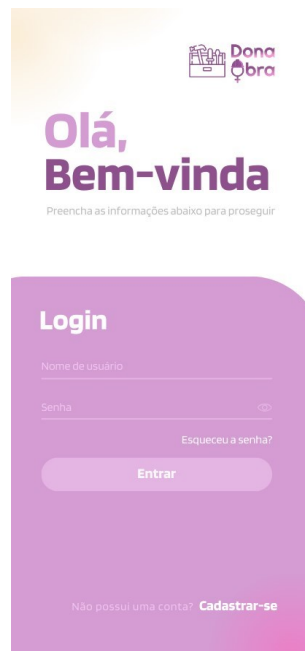 Dona
Obra
Olá,
Bem-vinda
Preencha as informações abaixo para proseguir
Login
Nome de usuário
Senha
Esqueceu a senha?
Entrar
Não possui uma conta? Cadastrar-se